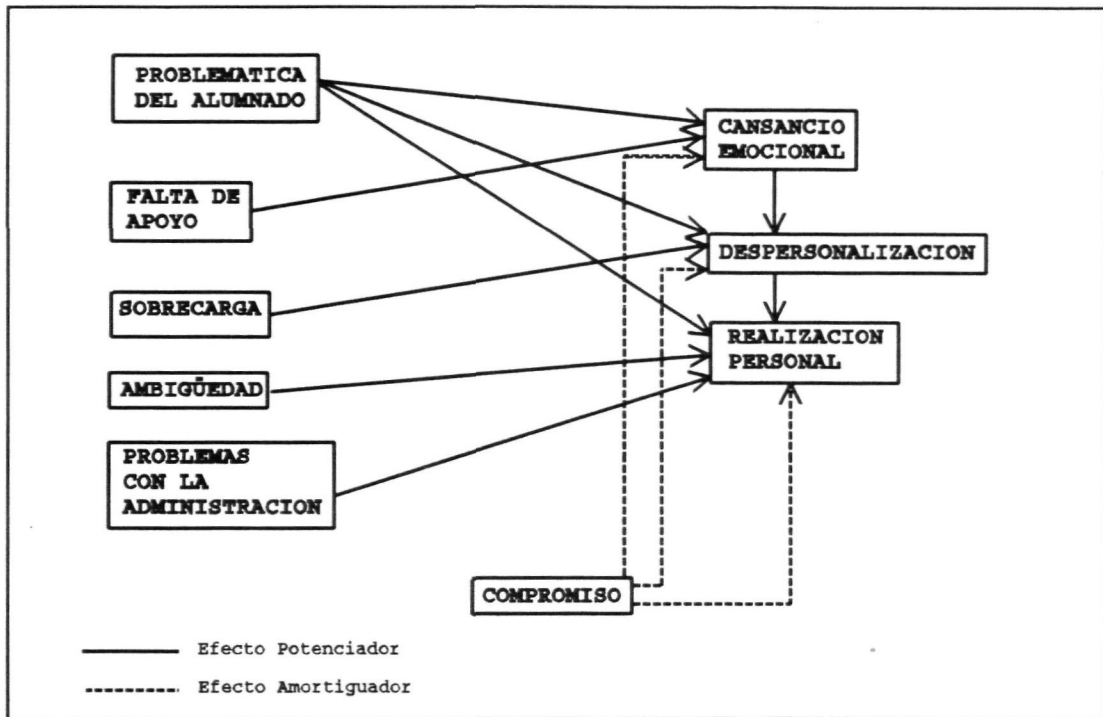 PROBLEMATICA
DEL ALUMNADO
FALTA DE
APOYO
SOBRECARGA
AMBIGÜEDAD
PROBLEMAS
CON LA
ADMINISTRACION
CANSANCIO
EMOCIONAL
DESPERSONALIZACION
REALIZACION
PERSONAL
COMPROMISO
Efecto Potenciador
Efecto Amortiguador